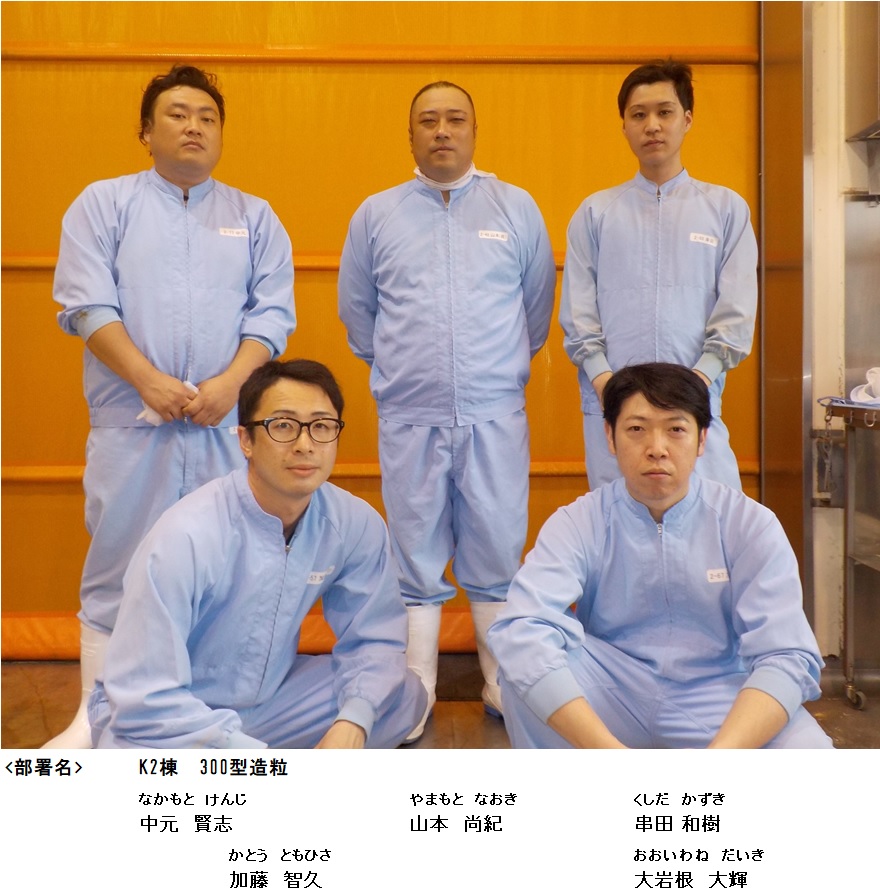 <部署名> K2棟 300型造粒
なかもと けんじ やまもと なおき くしだ かずき
中元 賢志 山本 尚紀 串田 和樹
かとう ともひさ おおいわね だいき
加藤 智久 大岩根 大輝